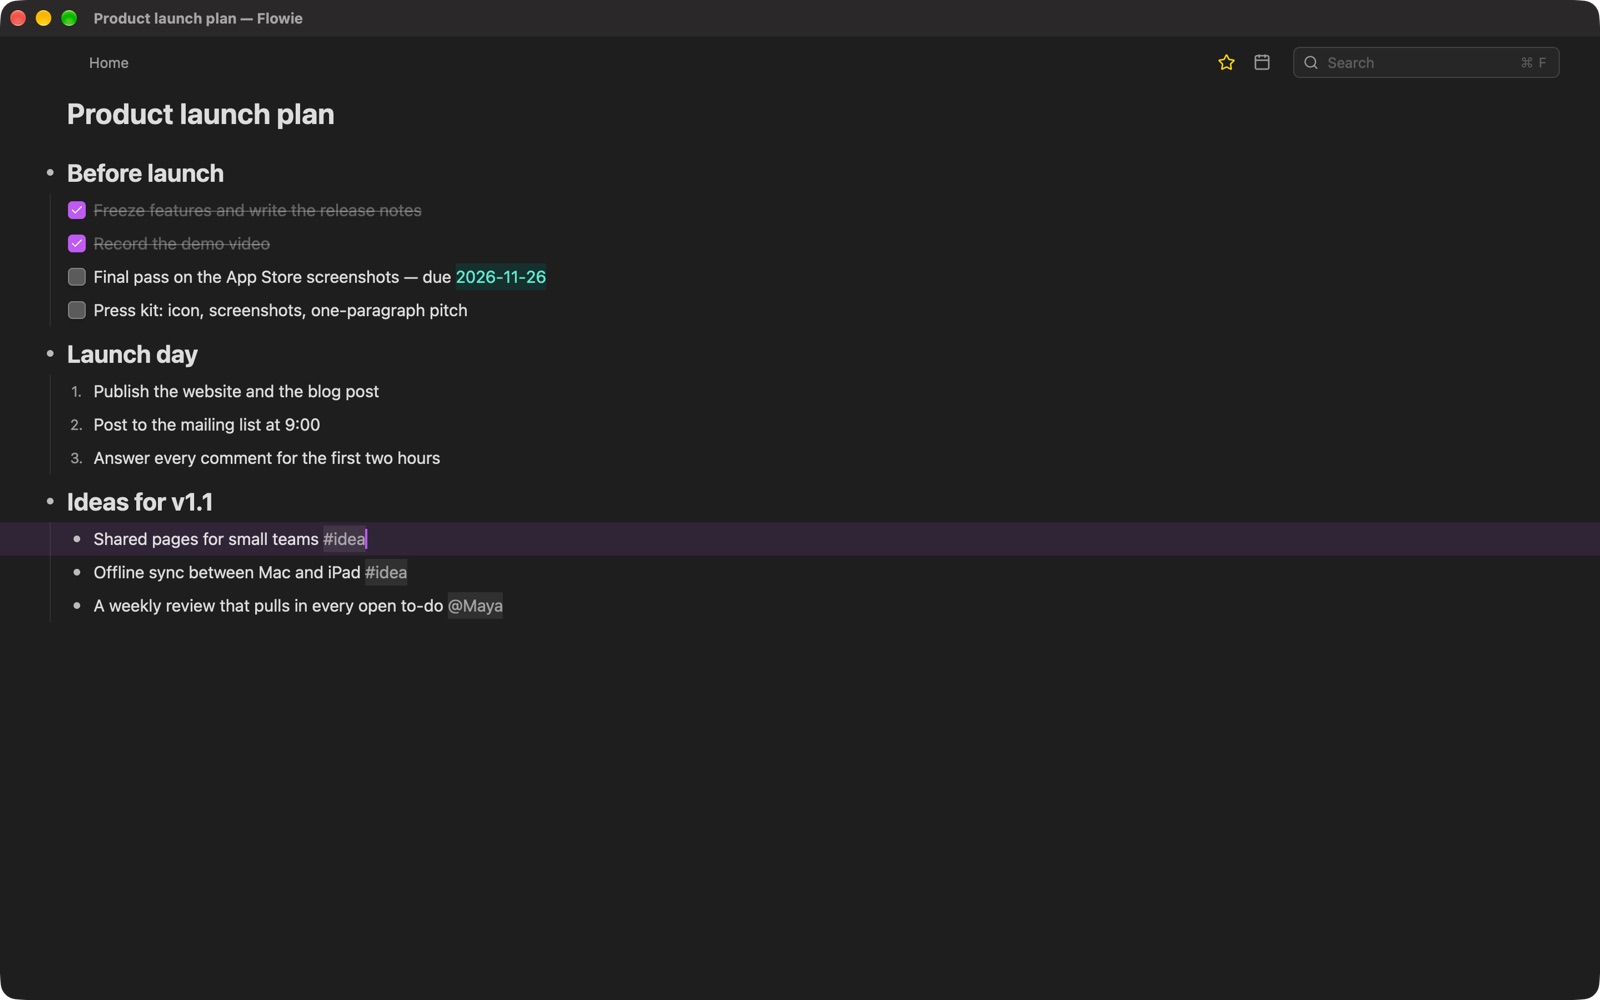 Product launch plan — Flowie
Home
Search ⌘ F
Product launch plan
Before launch
Freeze features and write the release notes
Record the demo video
Final pass on the App Store screenshots — due 2026-11-26
Press kit: icon, screenshots, one-paragraph pitch
Launch day
1. Publish the website and the blog post
2. Post to the mailing list at 9:00
3. Answer every comment for the first two hours
Ideas for v1.1
Shared pages for small teams #idea
Offline sync between Mac and iPad #idea
A weekly review that pulls in every open to-do @Maya